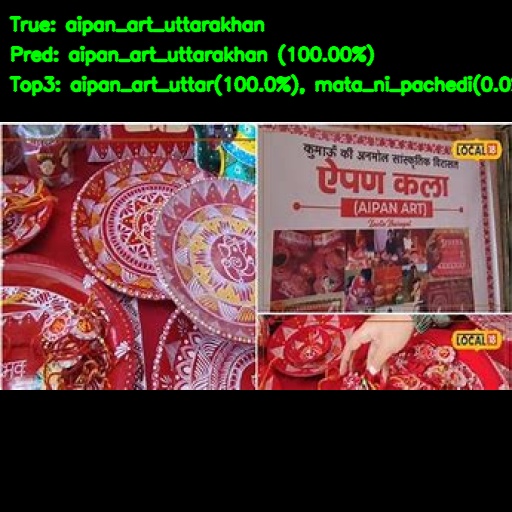 True: aipan_art_uttarakhan
Pred: aipan_art_uttarakhan (100.00%)
Top3: aipan_art_uttar(100.0%), mata_ni_pachedi(0.0
LOCAL 18
कुमाऊँ की अनमोल सांस्कृतिक विरासत
ऐपण कला
(AIPAN ART)
LOCAL 18